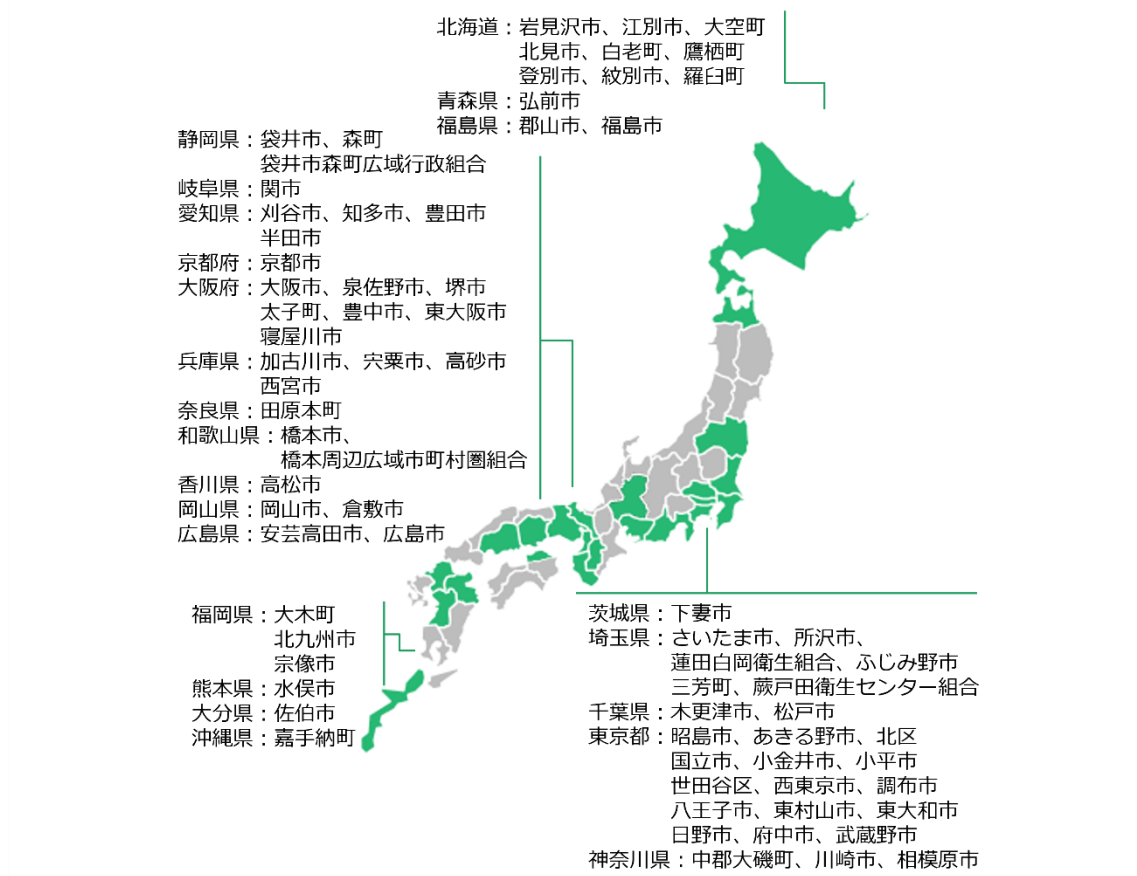 北海道：岩見沢市、江別市、大空町
北見市、白老町、鷹栖町
登別市、紋別市、羅臼町
青森県：弘前市
福島県：郡山市、福島市
静岡県：袋井市、森町
袋井市森町広域行政組合
岐阜県：関市
愛知県：刈谷市、知多市、豊田市
半田市
京都府：京都市
大阪府：大阪市、泉佐野市、堺市
太子町、豊中市、東大阪市
寝屋川市
兵庫県：加古川市、宍粟市、高砂市
西宮市
奈良県：田原本町
和歌山県：橋本市、
橋本周辺広域市町村圏組合
香川県：高松市
岡山県：岡山市、倉敷市
広島県：安芸高田市、広島市
福岡県：大木町
北九州市
宗像市
熊本県：水俣市
大分県：佐伯市
沖縄県：嘉手納町
茨城県：下妻市
埼玉県：さいたま市、所沢市、
蓮田白岡衛生組合、ふじみ野市
三芳町、蕨戸田衛生センター組合
千葉県：木更津市、松戸市
東京都：昭島市、あきる野市、北区
国立市、小金井市、小平市
世田谷区、西東京市、調布市
八王子市、東村山市、東大和市
日野市、府中市、武蔵野市
神奈川県：中郡大磯町、川崎市、相模原市